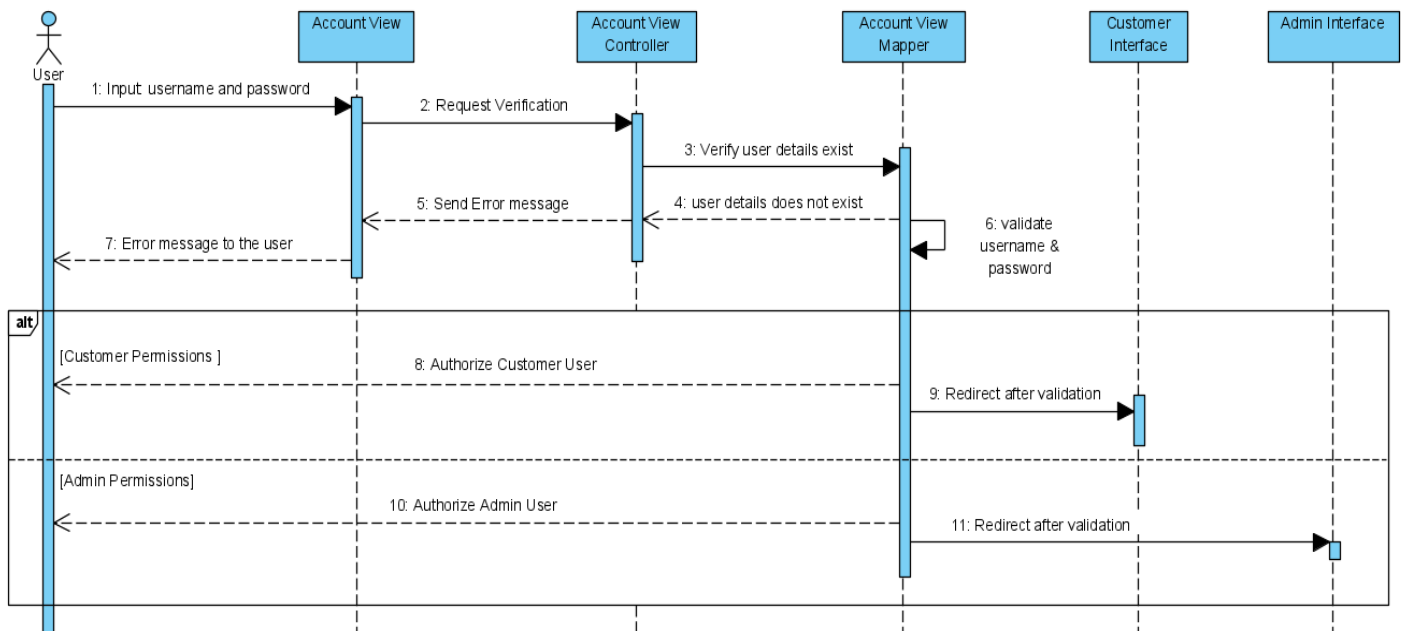 Account View
Account View
Controller
Account View
Mapper
Customer
Interface
Admin Interface
User
1: Input: username and password
2: Request Verification
3: Verify user details exist
4: user details does not exist
5: Send Error message
6: validate
username &
password
7: Error message to the user
alt
[Customer Permissions ]
8: Authorize Customer User
9: Redirect after validation
[Admin Permissions]
10: Authorize Admin User
11: Redirect after validation